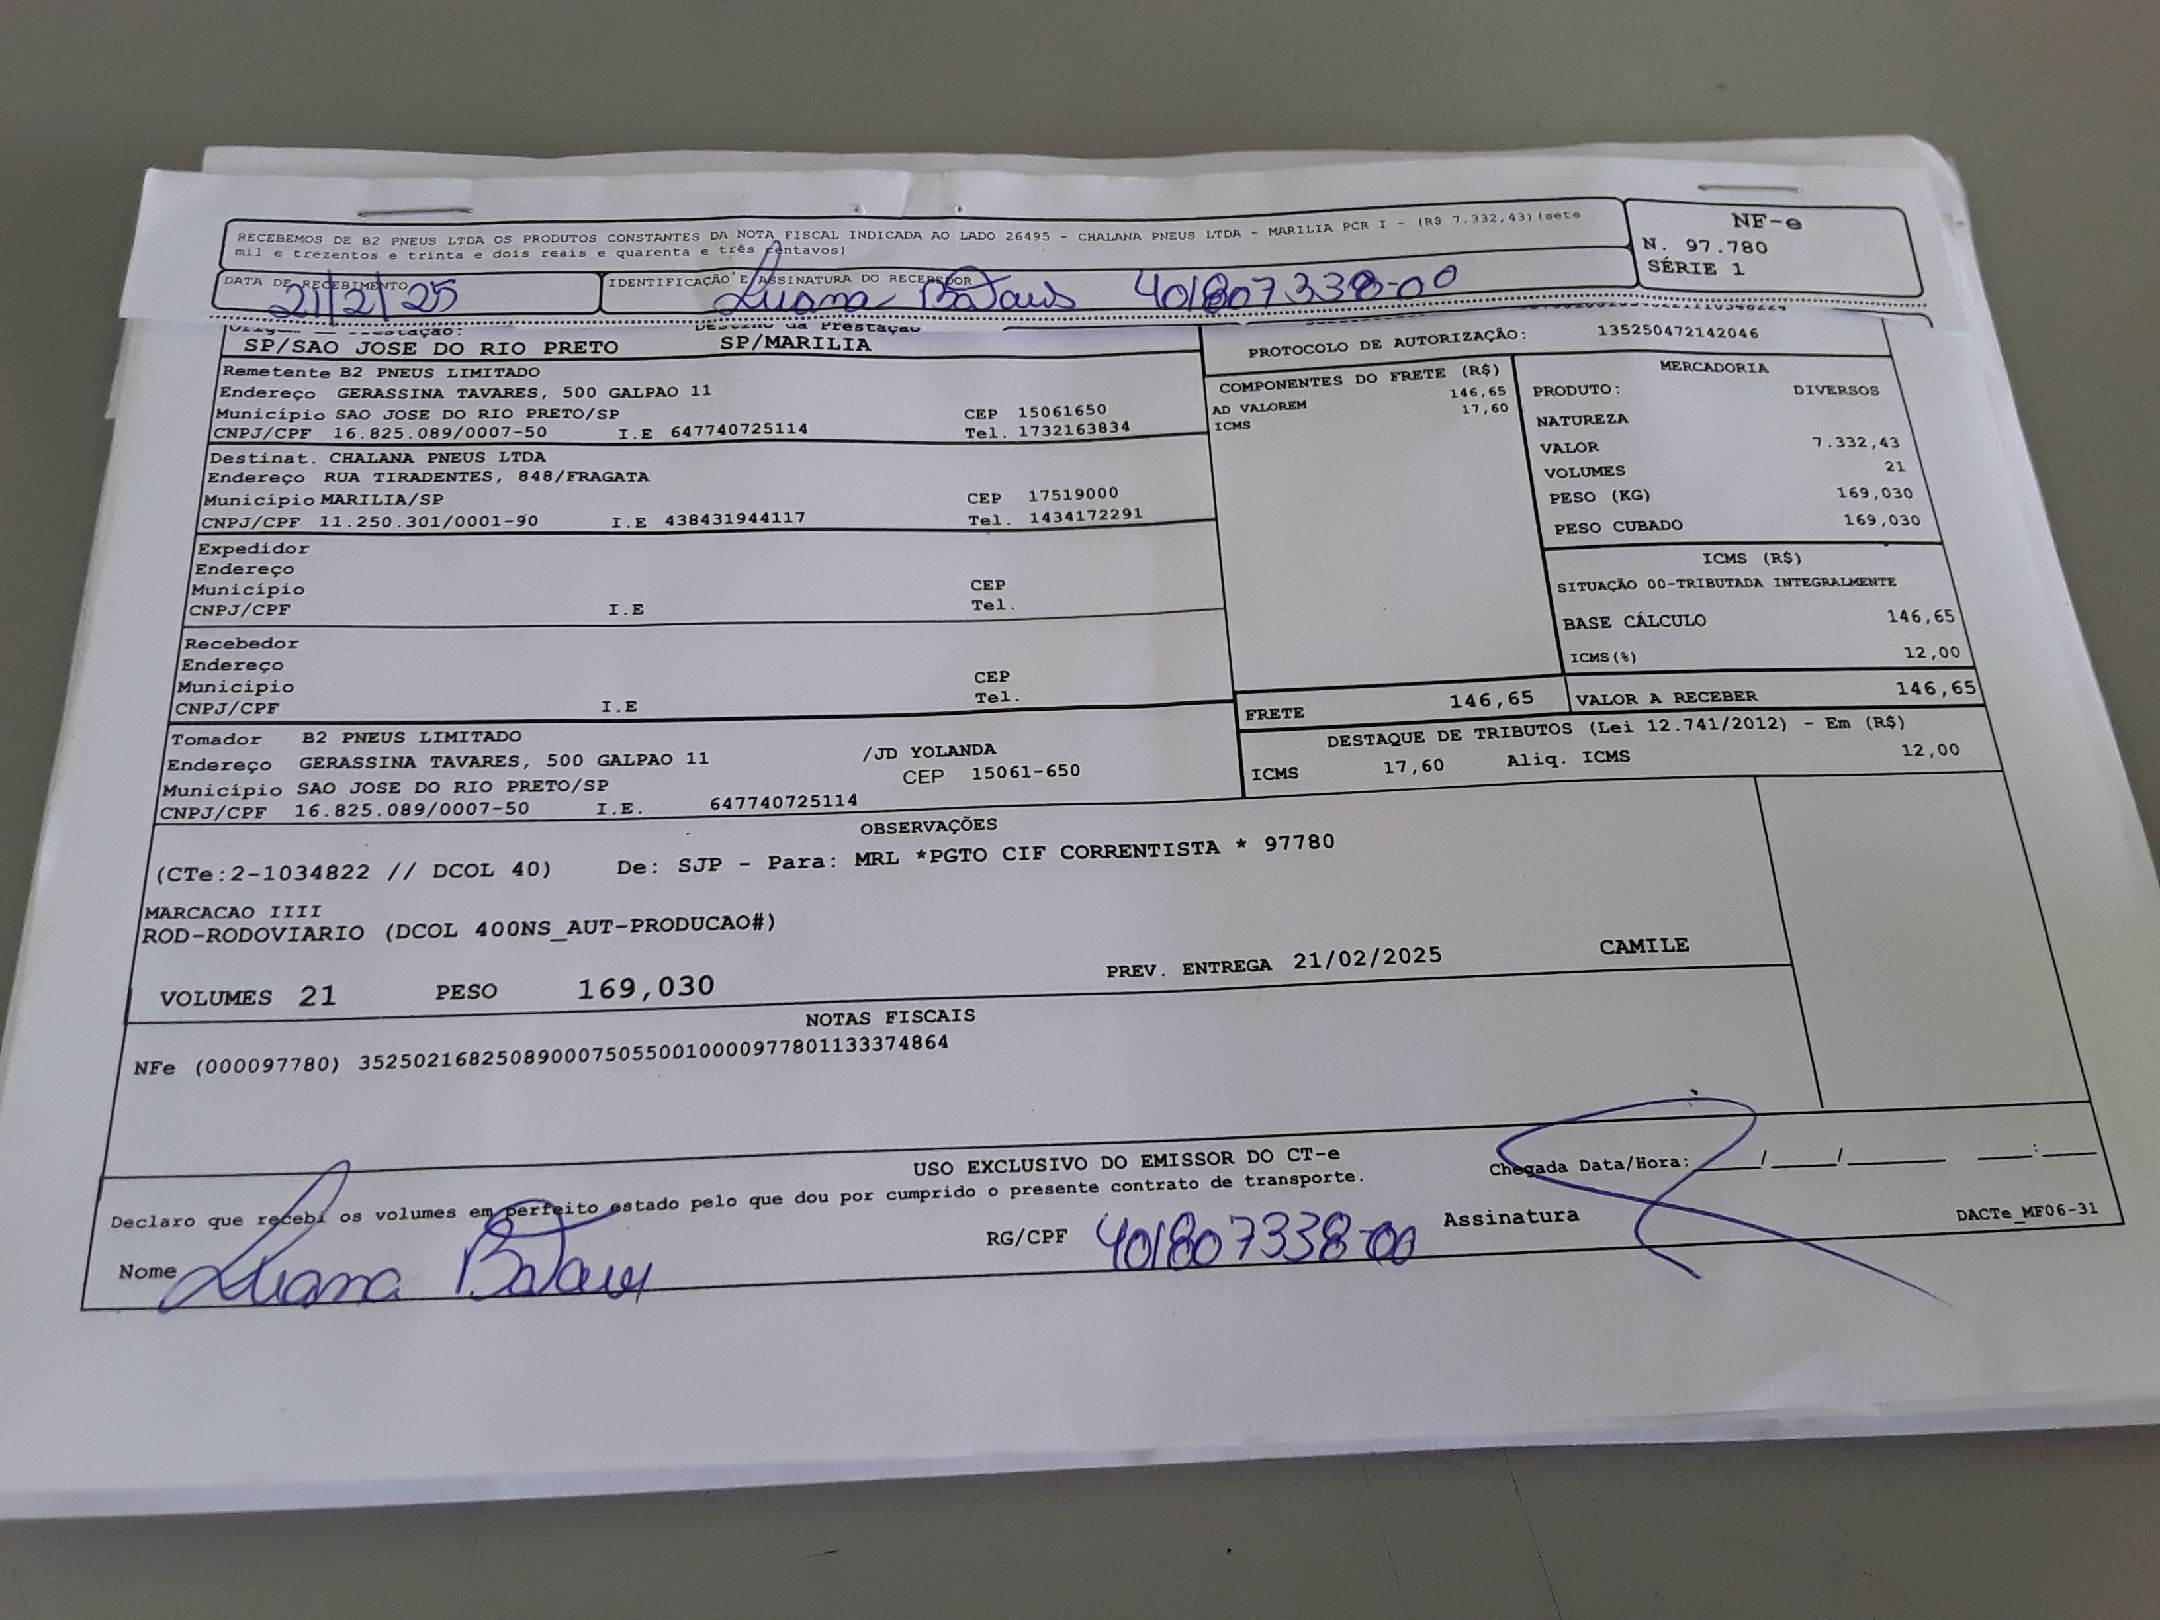 RECEBEMOS DE B2 PNEUS LTDA OS PRODUTOS CONSTANTES DA NOTA FISCAL INDICADA AO LADO 26495 - CHALANA PNEUS LTDA - MARILIA PCR I - (R$ 7.332,43)(sete
mil e trezentos e trinta e dois reais e quarenta e três centavos)
NF-e
N. 97.780
SÉRIE 1
DATA DE RECEBIMENTO
21/2/25
IDENTIFICAÇÃO E ASSINATURA DO RECEBEDOR
Luana 401807338-00
Destino da Prestação
SP/SAO JOSE DO RIO PRETO SP/MARILIA
PROTOCOLO DE AUTORIZAÇÃO: 135250472142046
Remetente B2 PNEUS LIMITADO
Endereço GERASSINA TAVARES, 500 GALPAO 11
Município SAO JOSE DO RIO PRETO/SP CEP 15061650
CNPJ/CPF 16.825.089/0007-50 I.E 647740725114 Tel. 1732163834
Destinat. CHALANA PNEUS LTDA
Endereço RUA TIRADENTES, 848/FRAGATA
Município MARILIA/SP CEP 17519000
CNPJ/CPF 11.250.301/0001-90 I.E 438431944117 Tel. 1434172291
Expedidor
Endereço
Município CEP
CNPJ/CPF I.E Tel.
Recebedor
Endereço
Município CEP
CNPJ/CPF I.E Tel.
Tomador B2 PNEUS LIMITADO
Endereço GERASSINA TAVARES, 500 GALPAO 11 /JD YOLANDA
Município SAO JOSE DO RIO PRETO/SP CEP 15061-650
CNPJ/CPF 16.825.089/0007-50 I.E. 647740725114
COMPONENTES DO FRETE (R$)
AD VALOREM 146,65
ICMS 17,60
MERCADORIA
PRODUTO: DIVERSOS
NATUREZA
VALOR 7.332,43
VOLUMES 21
PESO (KG) 169,030
PESO CUBADO 169,030
ICMS (R$)
SITUAÇÃO 00-TRIBUTADA INTEGRALMENTE
BASE CÁLCULO 146,65
ICMS(%) 12,00
FRETE 146,65 VALOR A RECEBER 146,65
DESTAQUE DE TRIBUTOS (Lei 12.741/2012) - Em (R$)
ICMS 17,60 Aliq. ICMS 12,00
OBSERVAÇÕES
(CTe:2-1034822 // DCOL 40) De: SJP - Para: MRL *PGTO CIF CORRENTISTA * 97780
MARCACAO IIII
ROD-RODOVIARIO (DCOL 400NS_AUT-PRODUCAO#)
VOLUMES 21 PESO 169,030 PREV. ENTREGA 21/02/2025 CAMILE
NOTAS FISCAIS
NFe (000097780) 35250216825089000750550010000977801133374864
USO EXCLUSIVO DO EMISSOR DO CT-e
Chegada Data/Hora: ____/____/______ ____:____
Declaro que recebi os volumes em perfeito estado pelo que dou por cumprido o presente contrato de transporte.
Nome Luana RG/CPF 401807338-00 Assinatura
DACTe_MF06-31